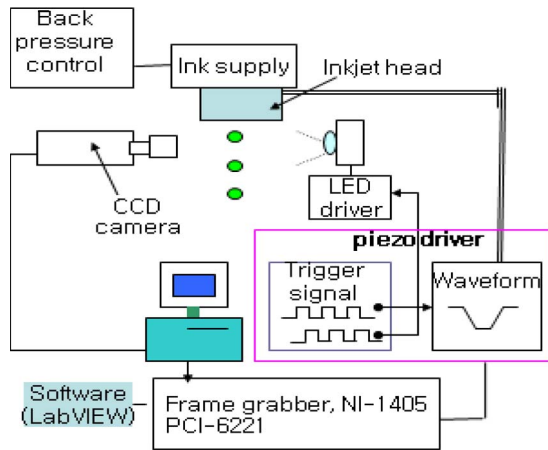 Back
pressure
control
Ink supply
Inkjet head
CCD
camera
LED
driver
piezo driver
Trigger
signal
Waveform
Software
(LabVIEW)
Frame grabber, NI-1405
PCI-6221